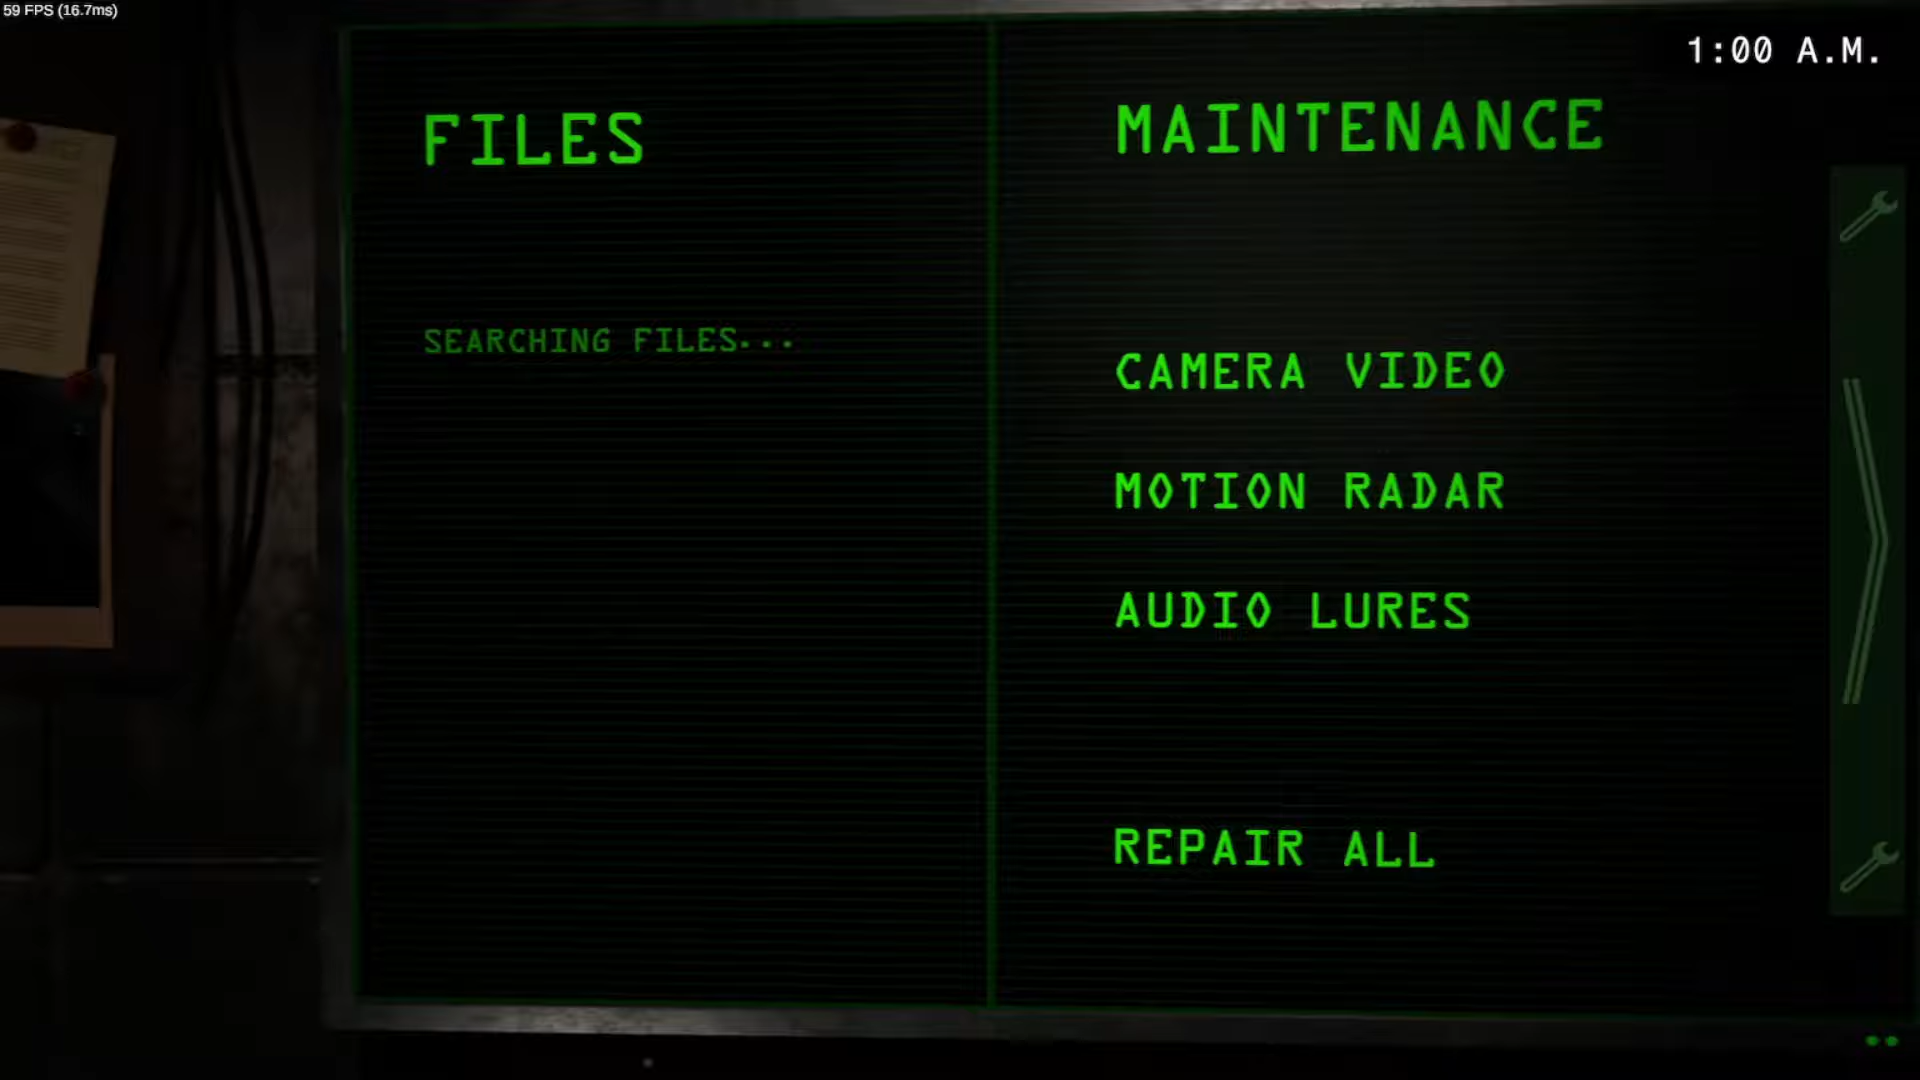 59 FPS (16.7ms)
1:00 A.M.
FILES
SEARCHING FILES...
MAINTENANCE
CAMERA VIDEO
MOTION RADAR
AUDIO LURES
REPAIR ALL